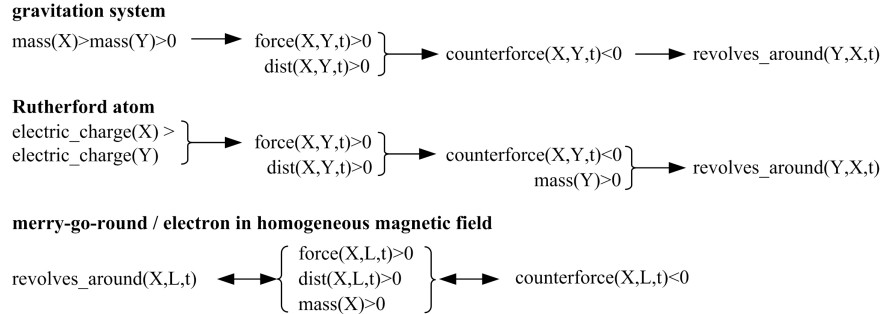 gravitation system
mass(X)>mass(Y)>0 force(X,Y,t)>0
dist(X,Y,t)>0 counterforce(X,Y,t)<0 revolves_around(Y,X,t)
Rutherford atom
electric_charge(X) >
electric_charge(Y) force(X,Y,t)>0
dist(X,Y,t)>0 counterforce(X,Y,t)<0
mass(Y)>0 revolves_around(Y,X,t)
merry-go-round / electron in homogeneous magnetic field
revolves_around(X,L,t) force(X,L,t)>0
dist(X,L,t)>0
mass(X)>0 counterforce(X,L,t)<0